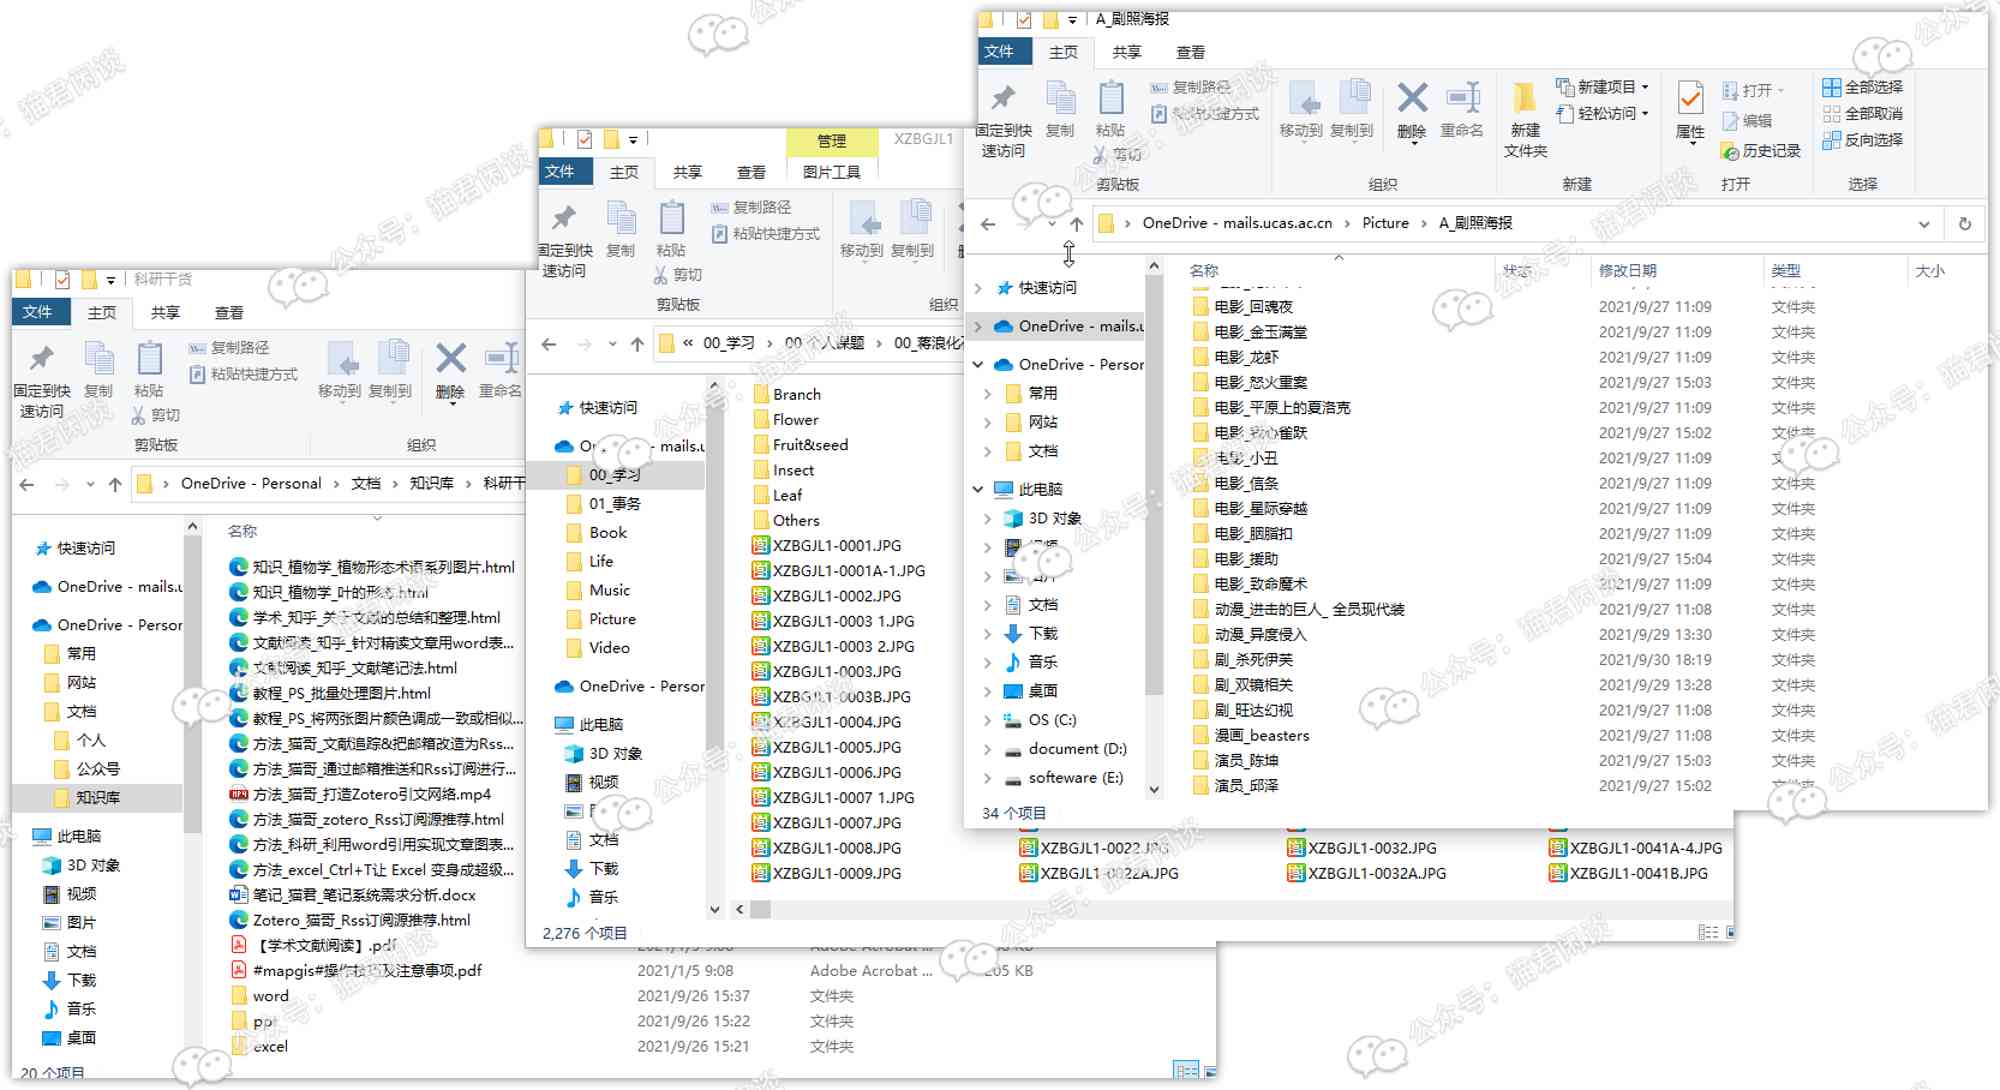 A_剧照海报
文件 主页 共享 查看
固定到快速访问 复制 粘贴 复制路径 粘贴快捷方式 剪切 移动到 复制到 删除 重命名 新建文件夹 新建项目 轻松访问 属性 打开 编辑 历史记录 全部选择 全部取消 反向选择
剪贴板 组织 新建 打开 选择
OneDrive - mails.ucas.ac.cn Picture A_剧照海报
名称 状态 修改日期 类型 大小
快速访问
OneDrive - mails.u
OneDrive - Person
常用
网站
文档
此电脑
3D 对象
视频
图片
文档
下载
音乐
桌面
OS (C:)
document (D:)
softeware (E:)
电影_回魂夜 2021/9/27 11:09 文件夹
电影_金玉满堂 2021/9/27 11:09 文件夹
电影_龙虾 2021/9/27 11:09 文件夹
电影_怒火重案 2021/9/27 15:03 文件夹
电影_平原上的夏洛克 2021/9/27 11:09 文件夹
电影_我心雀跃 2021/9/27 15:02 文件夹
电影_小丑 2021/9/27 11:09 文件夹
电影_信条 2021/9/27 11:09 文件夹
电影_星际穿越 2021/9/27 11:09 文件夹
电影_胭脂扣 2021/9/27 11:09 文件夹
电影_援助 2021/9/27 15:04 文件夹
电影_致命魔术 2021/9/27 11:09 文件夹
动漫_进击的巨人_ 全员现代装 2021/9/27 11:08 文件夹
动漫_异度侵入 2021/9/29 13:30 文件夹
剧_杀死伊芙 2021/9/30 18:19 文件夹
剧_双镜相关 2021/9/29 13:28 文件夹
剧_旺达幻视 2021/9/27 11:08 文件夹
漫画_beasters 2021/9/27 11:08 文件夹
演员_陈坤 2021/9/27 15:03 文件夹
演员_邱泽 2021/9/27 15:02 文件夹
34 个项目
管理 XZBGJL1
文件 主页 共享 查看 图片工具
固定到快速访问 复制 粘贴 复制路径 粘贴快捷方式 剪切 移动到 复制到
剪贴板 组织
« 00_学习 00_个人课题 00_蒋浪化石
快速访问
OneDrive - mails.u
00_学习
01_事务
Book
Life
Music
Picture
Video
OneDrive - Person
此电脑
3D 对象
视频
文档
下载
音乐
Branch
Flower
Fruit&seed
Insect
Leaf
Others
XZBGJL1-0001.JPG
XZBGJL1-0001A-1.JPG
XZBGJL1-0002.JPG
XZBGJL1-0003 1.JPG
XZBGJL1-0003 2.JPG
XZBGJL1-0003.JPG
XZBGJL1-0003B.JPG
XZBGJL1-0004.JPG
XZBGJL1-0005.JPG
XZBGJL1-0006.JPG
XZBGJL1-0007 1.JPG
XZBGJL1-0007.JPG
XZBGJL1-0008.JPG XZBGJL1-0022.JPG XZBGJL1-0032.JPG XZBGJL1-0041A-4.JPG
XZBGJL1-0009.JPG XZBGJL1-0022A.JPG XZBGJL1-0032A.JPG XZBGJL1-0041B.JPG
2,276 个项目
科研干货
文件 主页 共享 查看
固定到快速访问 复制 粘贴 复制路径 粘贴快捷方式 剪切 移动到 复制到 删除 重命名
剪贴板 组织
OneDrive - Personal 文档 知识库 科研干
名称
快速访问
OneDrive - mails.u
OneDrive - Person
常用
网站
文档
个人
公众号
知识库
此电脑
3D 对象
视频
图片
文档
下载
音乐
桌面
知识_植物学_植物形态术语系列图片.html
知识_植物学_叶的形态.html
学术_知乎_关于文献的总结和整理.html
文献阅读_知乎_针对精读文章用word表...
文献阅读_知乎_文献笔记法.html
教程_PS_批量处理图片.html
教程_PS_将两张图片颜色调成一致或相似...
方法_猫哥_文献追踪&把邮箱改造为Rss...
方法_猫哥_通过邮箱推送和Rss订阅进行...
方法_猫哥_打造Zotero引文网络.mp4
方法_猫哥_zotero_Rss订阅源推荐.html
方法_科研_利用word引用实现文章图表...
方法_excel_Ctrl+T让 Excel 变身成超级...
笔记_猫君_笔记系统需求分析.docx
Zotero_猫哥_Rss订阅源推荐.html
【学术文献阅读】.pdf 2021/1/5 9:08 Adobe Acrobat ...
#mapgis#操作技巧及注意事项.pdf 2021/1/5 9:08 Adobe Acrobat ... 205 KB
word 2021/9/26 15:37 文件夹
ppt 2021/9/26 15:22 文件夹
excel 2021/9/26 15:21 文件夹
20 个项目
公众号：猫君闲谈